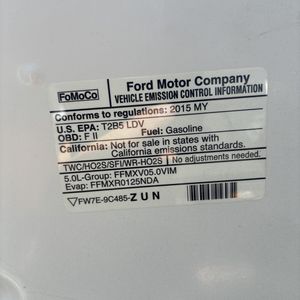 FoMoCo
Ford Motor Company
VEHICLE EMISSION CONTROL INFORMATION
Conforms to regulations: 2015 MY
U.S. EPA: T2B5 LDV
OBD: F II Fuel: Gasoline
California: Not for sale in states with
California emissions standards.
TWC/HO2S/SFI/WR-HO2S No adjustments needed.
5.0L-Group: FFMXV05.0VIM
Evap: FFMXR0125NDA
FW7E-9C485-ZUN